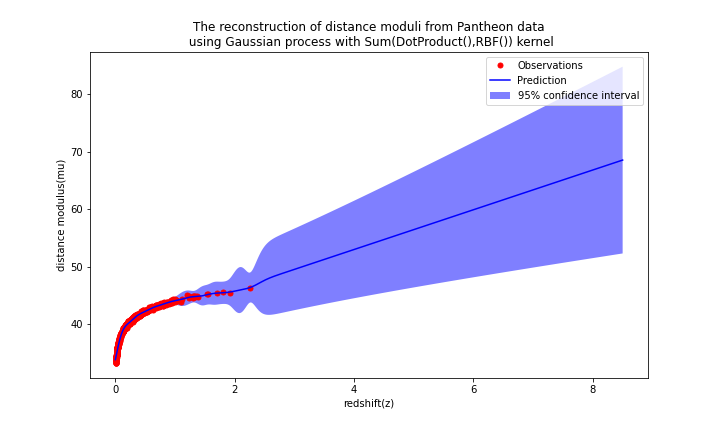 The reconstruction of distance moduli from Pantheon data
using Gaussian process with Sum(DotProduct(),RBF()) kernel
Observations
Prediction
95% confidence interval
80
70
60
50
40
distance modulus(mu)
0
2
4
6
8
redshift(z)